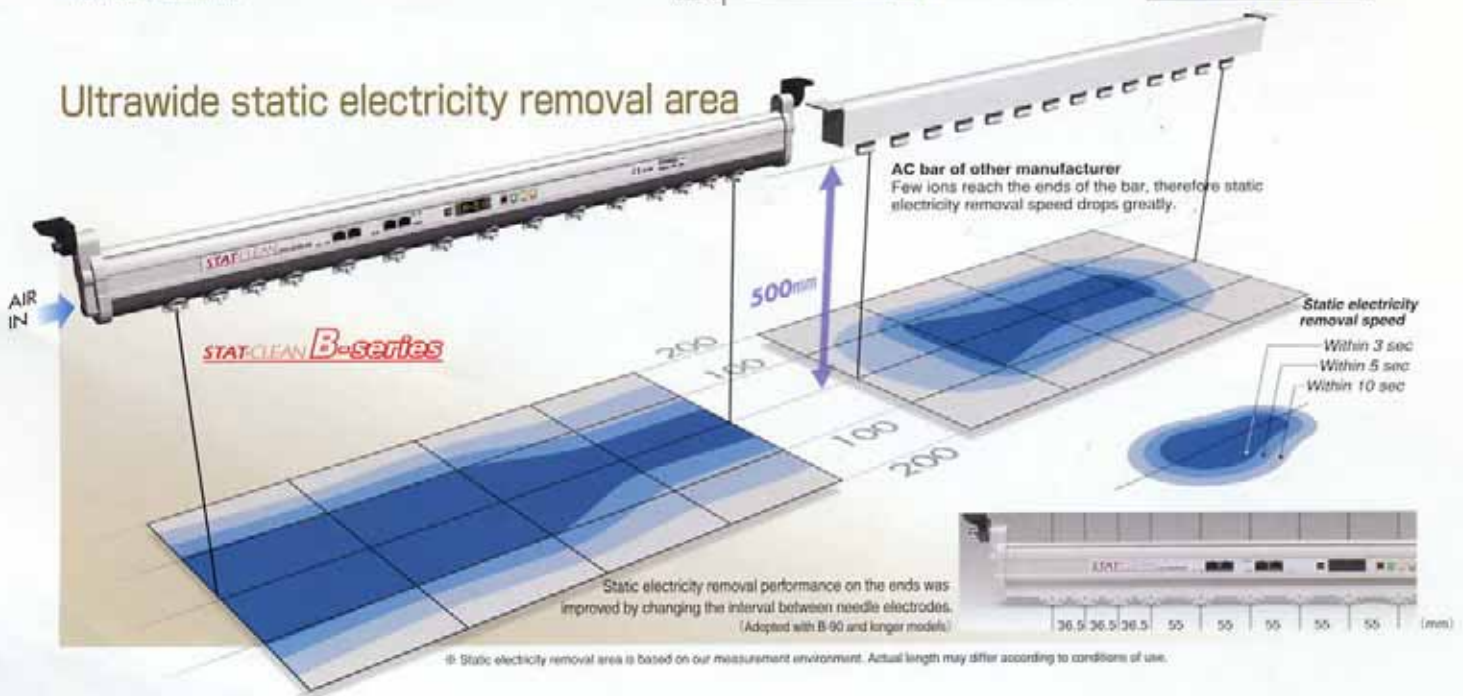 Ultrawide static electricity removal area
AC bar of other manufacturer
Few ions reach the ends of the bar, therefore static
electricity removal speed drops greatly.
AIR
IN
STAT-CLEAN
STAT-CLEAN B-series
500mm
200
100
100
200
Static electricity
removal speed
Within 3 sec
Within 5 sec
Within 10 sec
Static electricity removal performance on the ends was
improved by changing the interval between needle electrodes.
(Adopted with B-90 and longer models)
STAT-CLEAN
36.5 36.5 36.5 55 55 55 55 55 (mm)
※ Static electricity removal area is based on our measurement environment. Actual length may differ according to conditions of use.